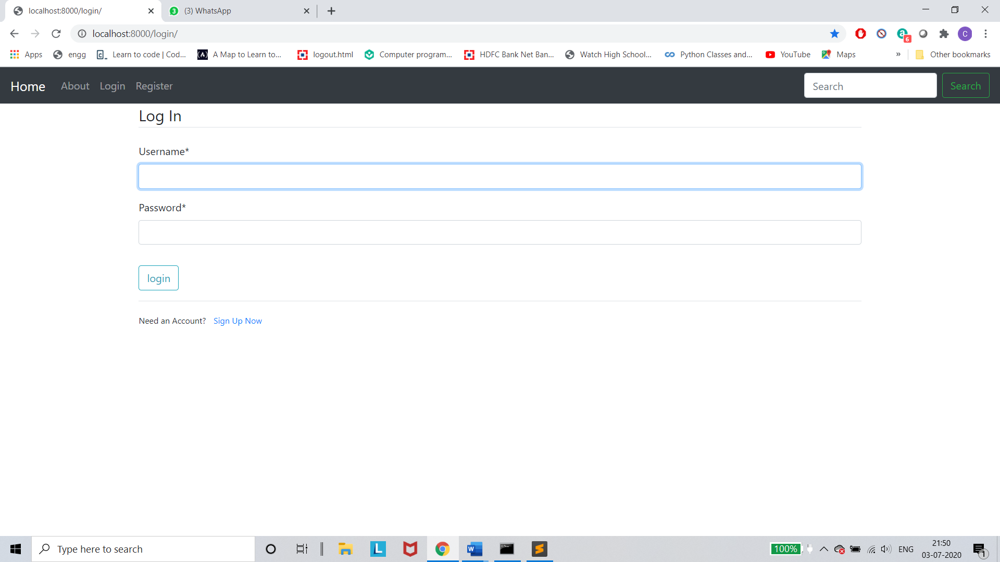 localhost:8000/login/
3 (3) WhatsApp
localhost:8000/login/
a 6 C
Apps engg Learn to code | Cod... A Map to Learn to... logout.html Computer program... HDFC Bank Net Ban... Watch High School... Python Classes and... YouTube Maps » Other bookmarks
Home About Login Register Search Search
Log In
Username*
Password*
login
Need an Account? Sign Up Now
Type here to search L W S 100% ENG 21:50
03-07-2020 1